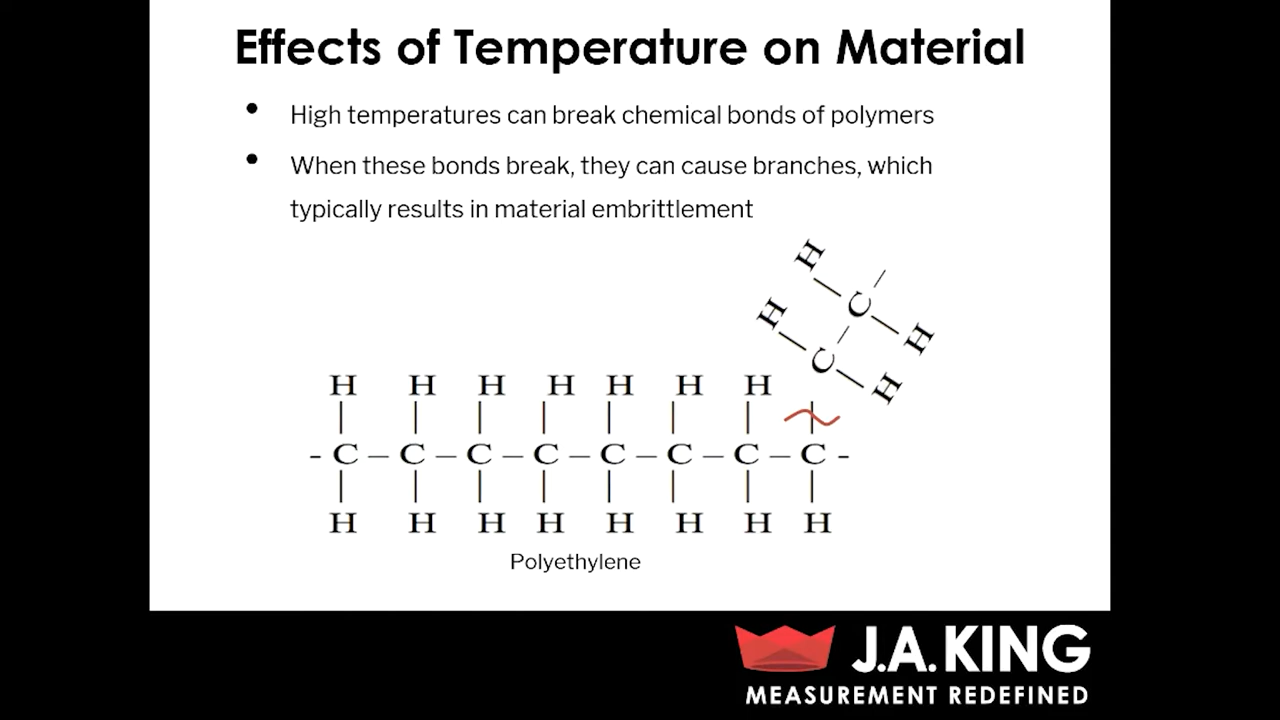 Effects of Temperature on Material
• High temperatures can break chemical bonds of polymers
• When these bonds break, they can cause branches, which
typically results in material embrittlement
H
C
H
C
H
H
H H H H H H H
- C – C – C – C – C – C – C – C -
H H H H H H H H
Polyethylene
J.A. KING
MEASUREMENT REDEFINED